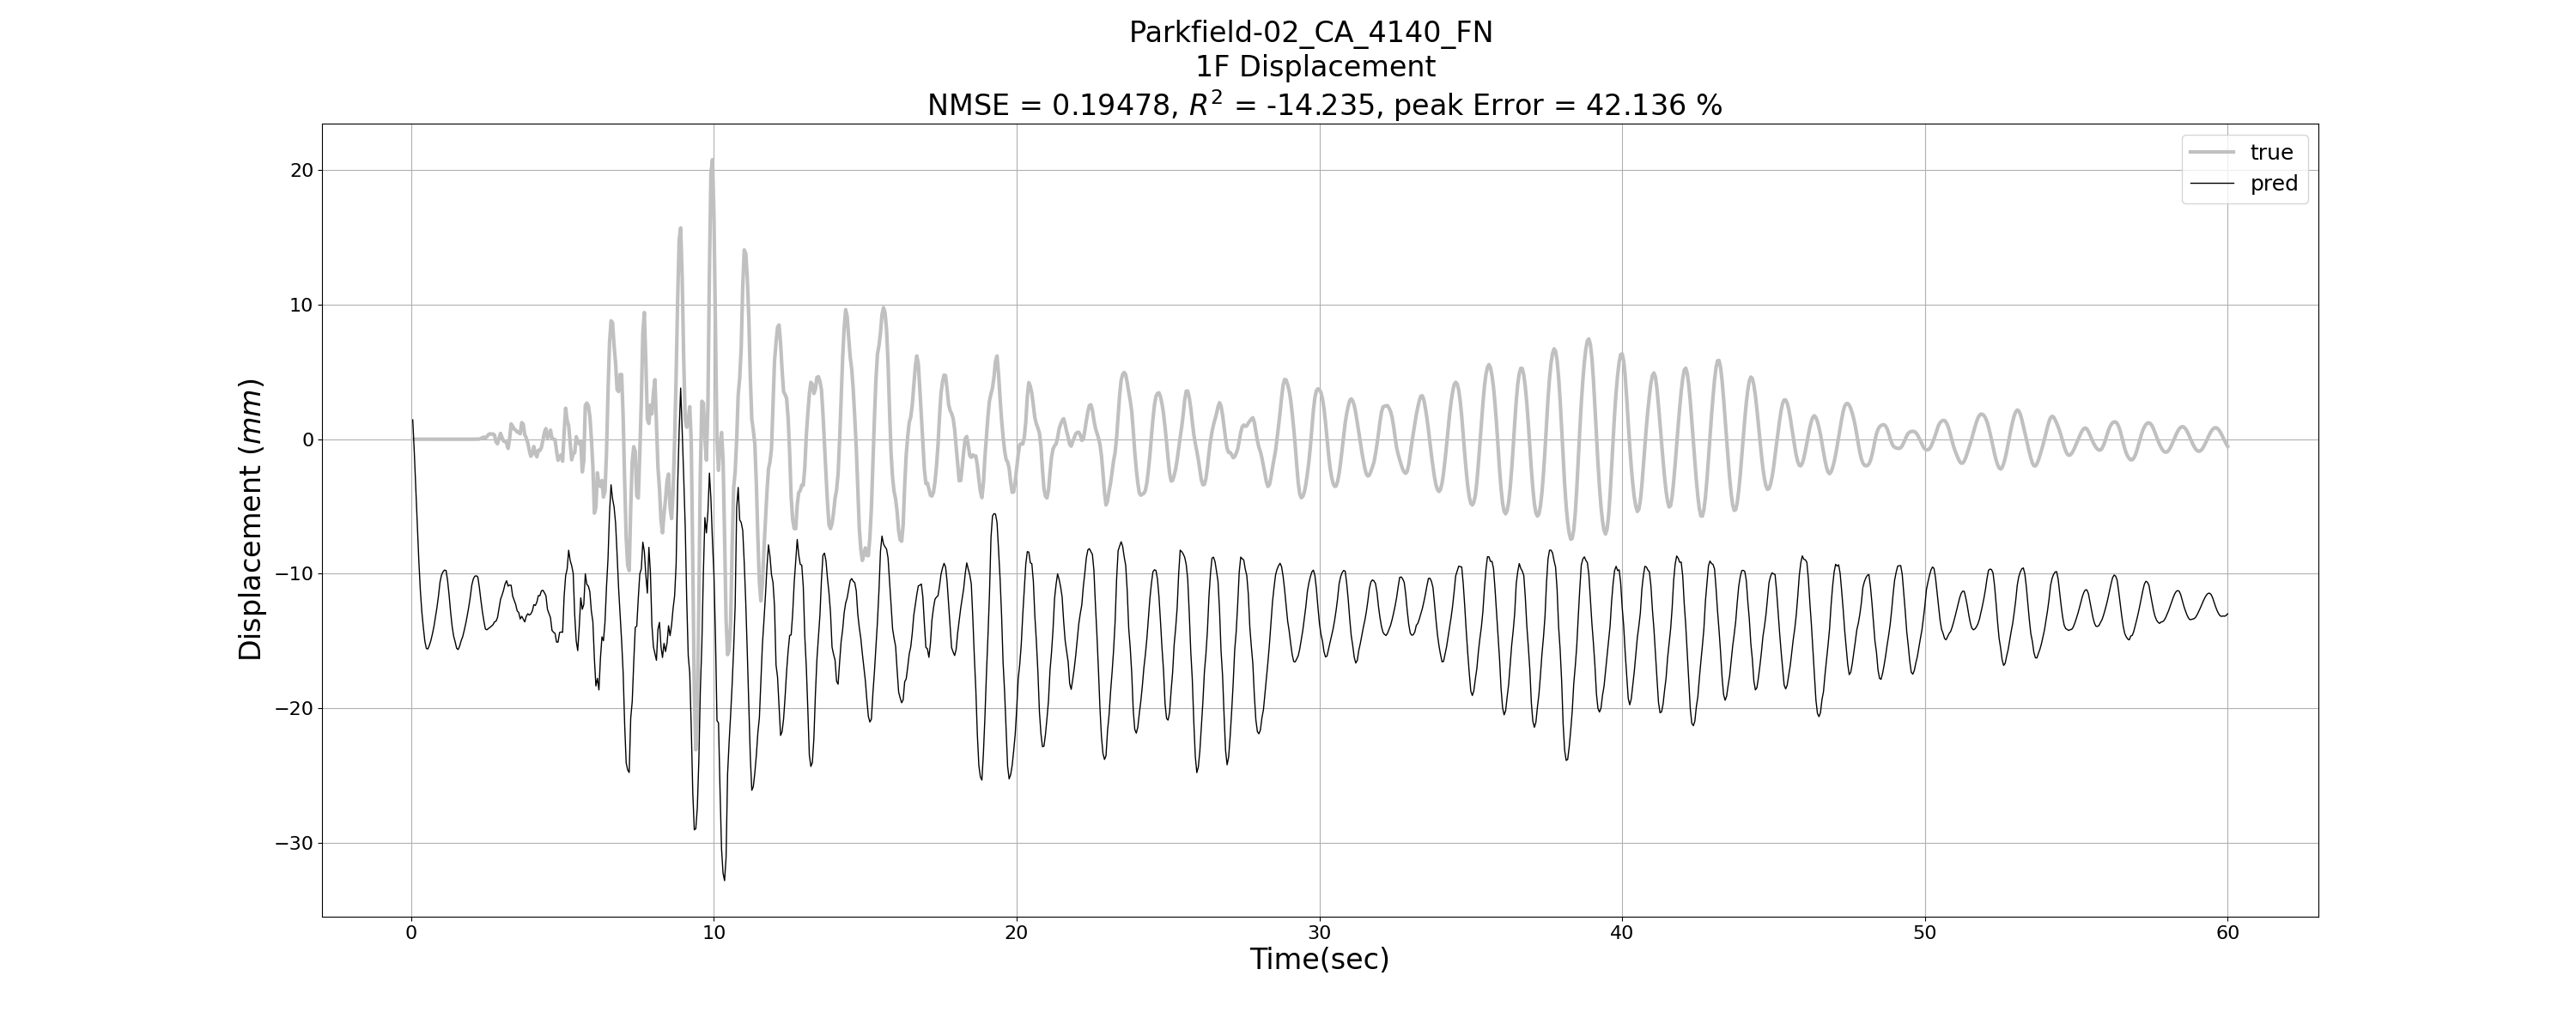 Parkfield-02_CA_4140_FN
1F Displacement
NMSE = 0.19478, R² = -14.235, peak Error = 42.136 %
true
pred
Displacement (mm)
20
10
0
−10
−20
−30
0 10 20 30 40 50 60
Time(sec)